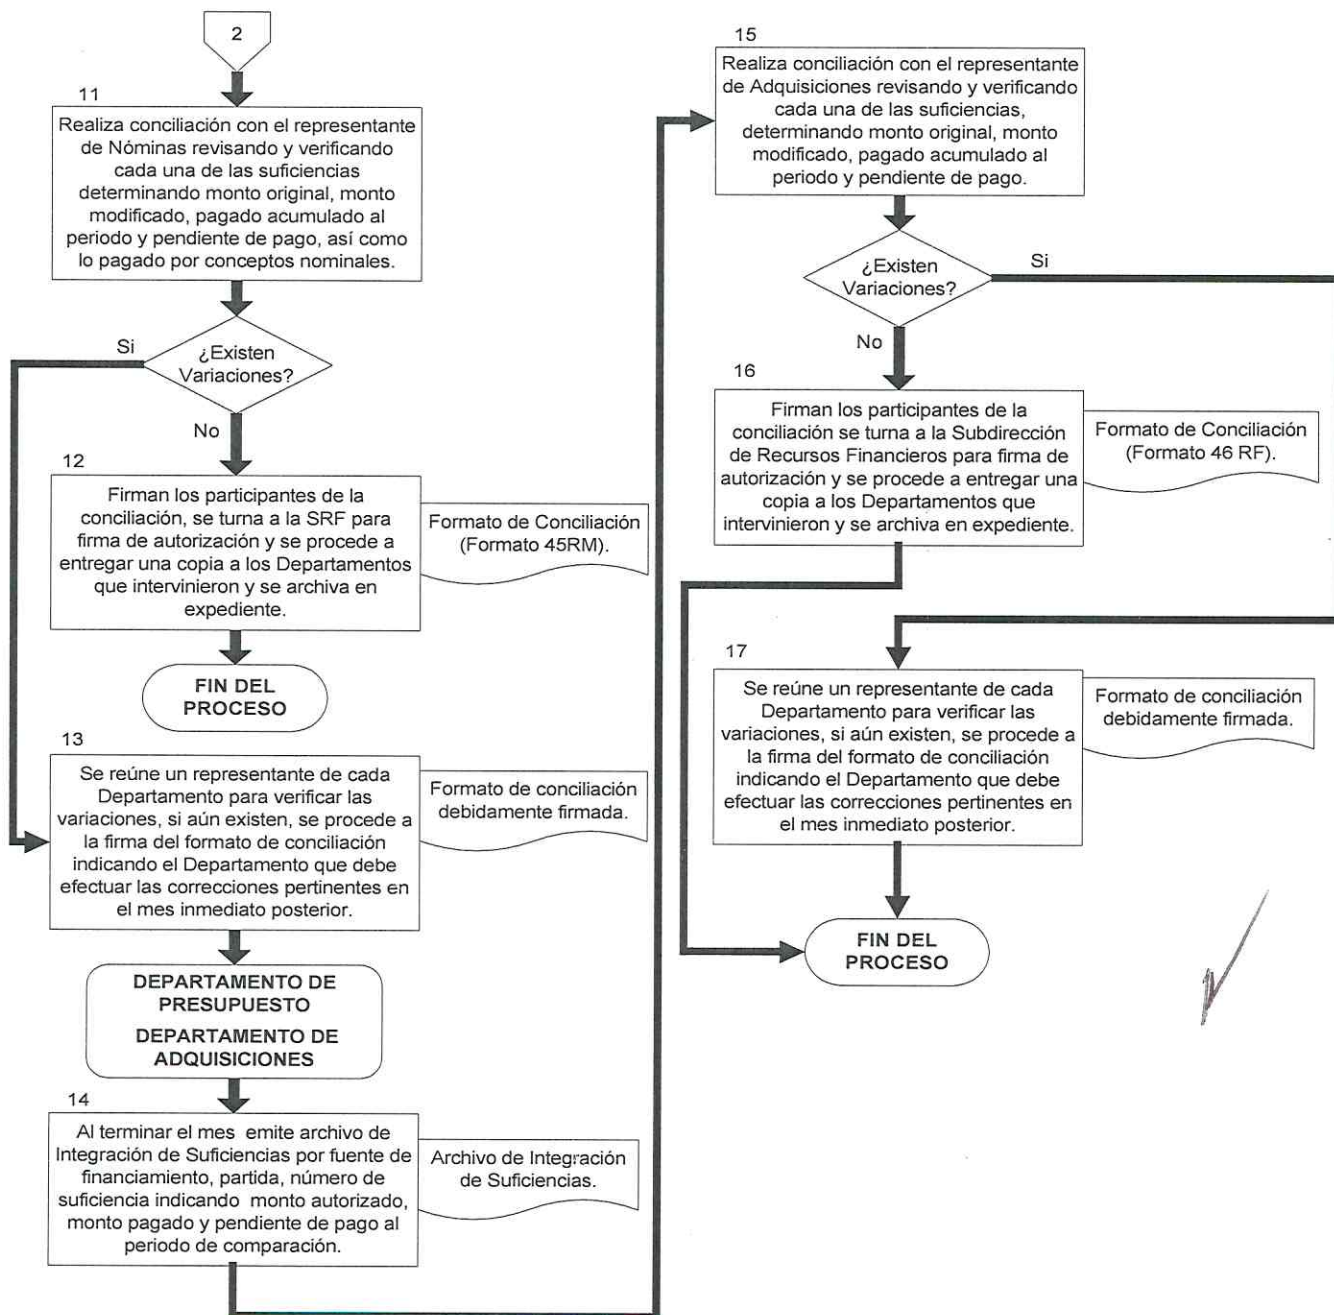 2
11
Realiza conciliación con el representante
de Nóminas revisando y verificando
cada una de las suficiencias
determinando monto original, monto
modificado, pagado acumulado al
periodo y pendiente de pago, así como
lo pagado por conceptos nominales.
Si
¿Existen
Variaciones?
No
12
Firman los participantes de la
conciliación, se turna a la SRF para
firma de autorización y se procede a
entregar una copia a los Departamentos
que intervinieron y se archiva en
expediente.
Formato de Conciliación
(Formato 45RM).
FIN DEL
PROCESO
13
Se reúne un representante de cada
Departamento para verificar las
variaciones, si aún existen, se procede a
la firma del formato de conciliación
indicando el Departamento que debe
efectuar las correcciones pertinentes en
el mes inmediato posterior.
Formato de conciliación
debidamente firmada.
DEPARTAMENTO DE
PRESUPUESTO
DEPARTAMENTO DE
ADQUISICIONES
14
Al terminar el mes emite archivo de
Integración de Suficiencias por fuente de
financiamiento, partida, número de
suficiencia indicando monto autorizado,
monto pagado y pendiente de pago al
periodo de comparación.
Archivo de Integración
de Suficiencias.
15
Realiza conciliación con el representante
de Adquisiciones revisando y verificando
cada una de las suficiencias,
determinando monto original, monto
modificado, pagado acumulado al
periodo y pendiente de pago.
¿Existen
Variaciones?
Si
No
16
Firman los participantes de la
conciliación se turna a la Subdirección
de Recursos Financieros para firma de
autorización y se procede a entregar una
copia a los Departamentos que
intervinieron y se archiva en expediente.
Formato de Conciliación
(Formato 46 RF).
17
Se reúne un representante de cada
Departamento para verificar las
variaciones, si aún existen, se procede a
la firma del formato de conciliación
indicando el Departamento que debe
efectuar las correcciones pertinentes en
el mes inmediato posterior.
Formato de conciliación
debidamente firmada.
FIN DEL
PROCESO